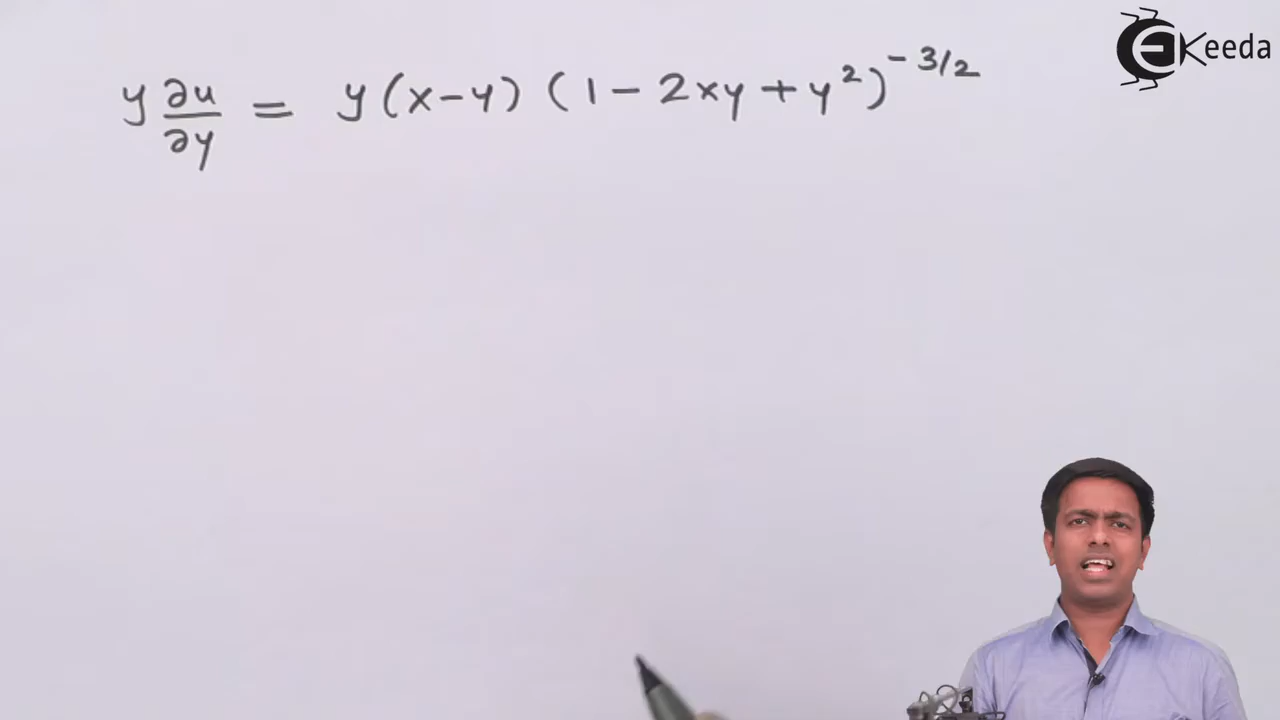 y ∂u/∂y = y(x-y) (1 - 2xy + y²)^-3/2
EKeeda